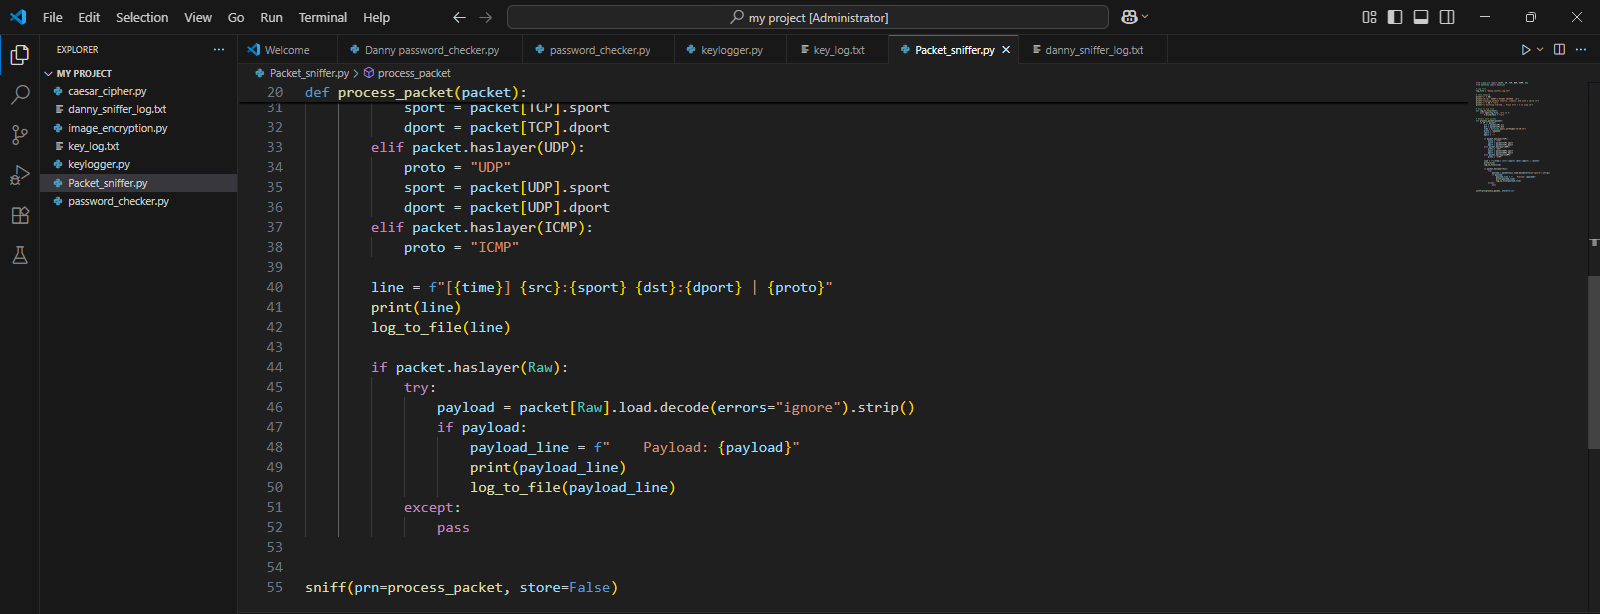 File Edit Selection View Go Run Terminal Help
my project [Administrator]
EXPLORER
MY PROJECT
caesar_cipher.py
danny_sniffer_log.txt
image_encryption.py
key_log.txt
keylogger.py
Packet_sniffer.py
password_checker.py
Welcome
Danny password_checker.py
password_checker.py
keylogger.py
key_log.txt
Packet_sniffer.py
danny_sniffer_log.txt
Packet_sniffer.py > process_packet
20 def process_packet(packet):
31 sport = packet[TCP].sport
32 dport = packet[TCP].dport
33 elif packet.haslayer(UDP):
34 proto = "UDP"
35 sport = packet[UDP].sport
36 dport = packet[UDP].dport
37 elif packet.haslayer(ICMP):
38 proto = "ICMP"
39
40 line = f"[{time}] {src}:{sport} {dst}:{dport} | {proto}"
41 print(line)
42 log_to_file(line)
43
44 if packet.haslayer(Raw):
45 try:
46 payload = packet[Raw].load.decode(errors="ignore").strip()
47 if payload:
48 payload_line = f"    Payload: {payload}"
49 print(payload_line)
50 log_to_file(payload_line)
51 except:
52 pass
53
54
55 sniff(prn=process_packet, store=False)